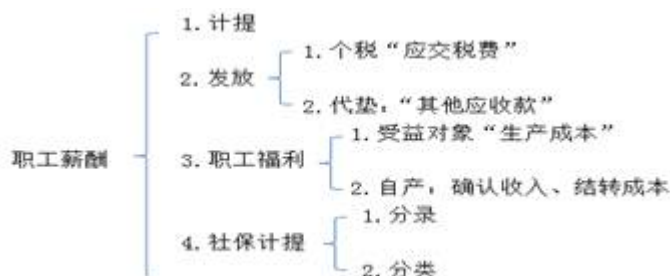 职工薪酬
1. 计提
2. 发放
1. 个税“应交税费”
2. 代垫，“其他应收款”
3. 职工福利
1. 受益对象“生产成本”
2. 自产，确认收入、结转成本
4. 社保计提
1. 分录
2. 分类